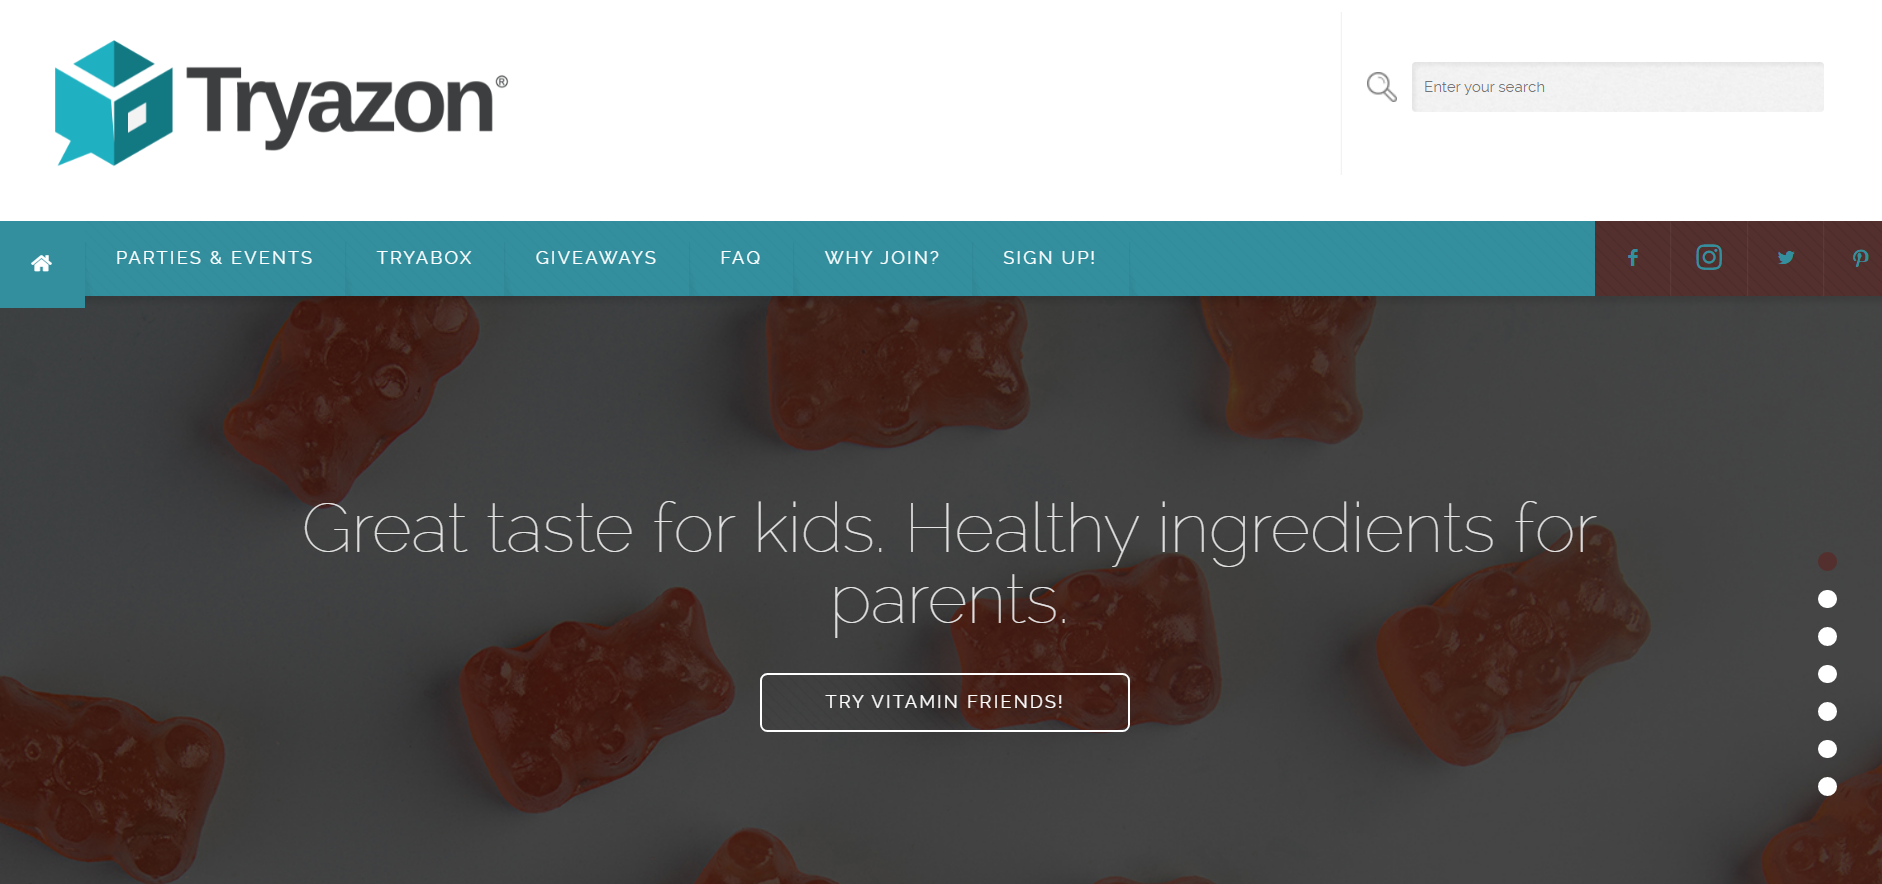 Tryazon®
Enter your search
PARTIES & EVENTS
TRYABOX
GIVEAWAYS
FAQ
WHY JOIN?
SIGN UP!
Great taste for kids. Healthy ingredients for
parents.
TRY VITAMIN FRIENDS!